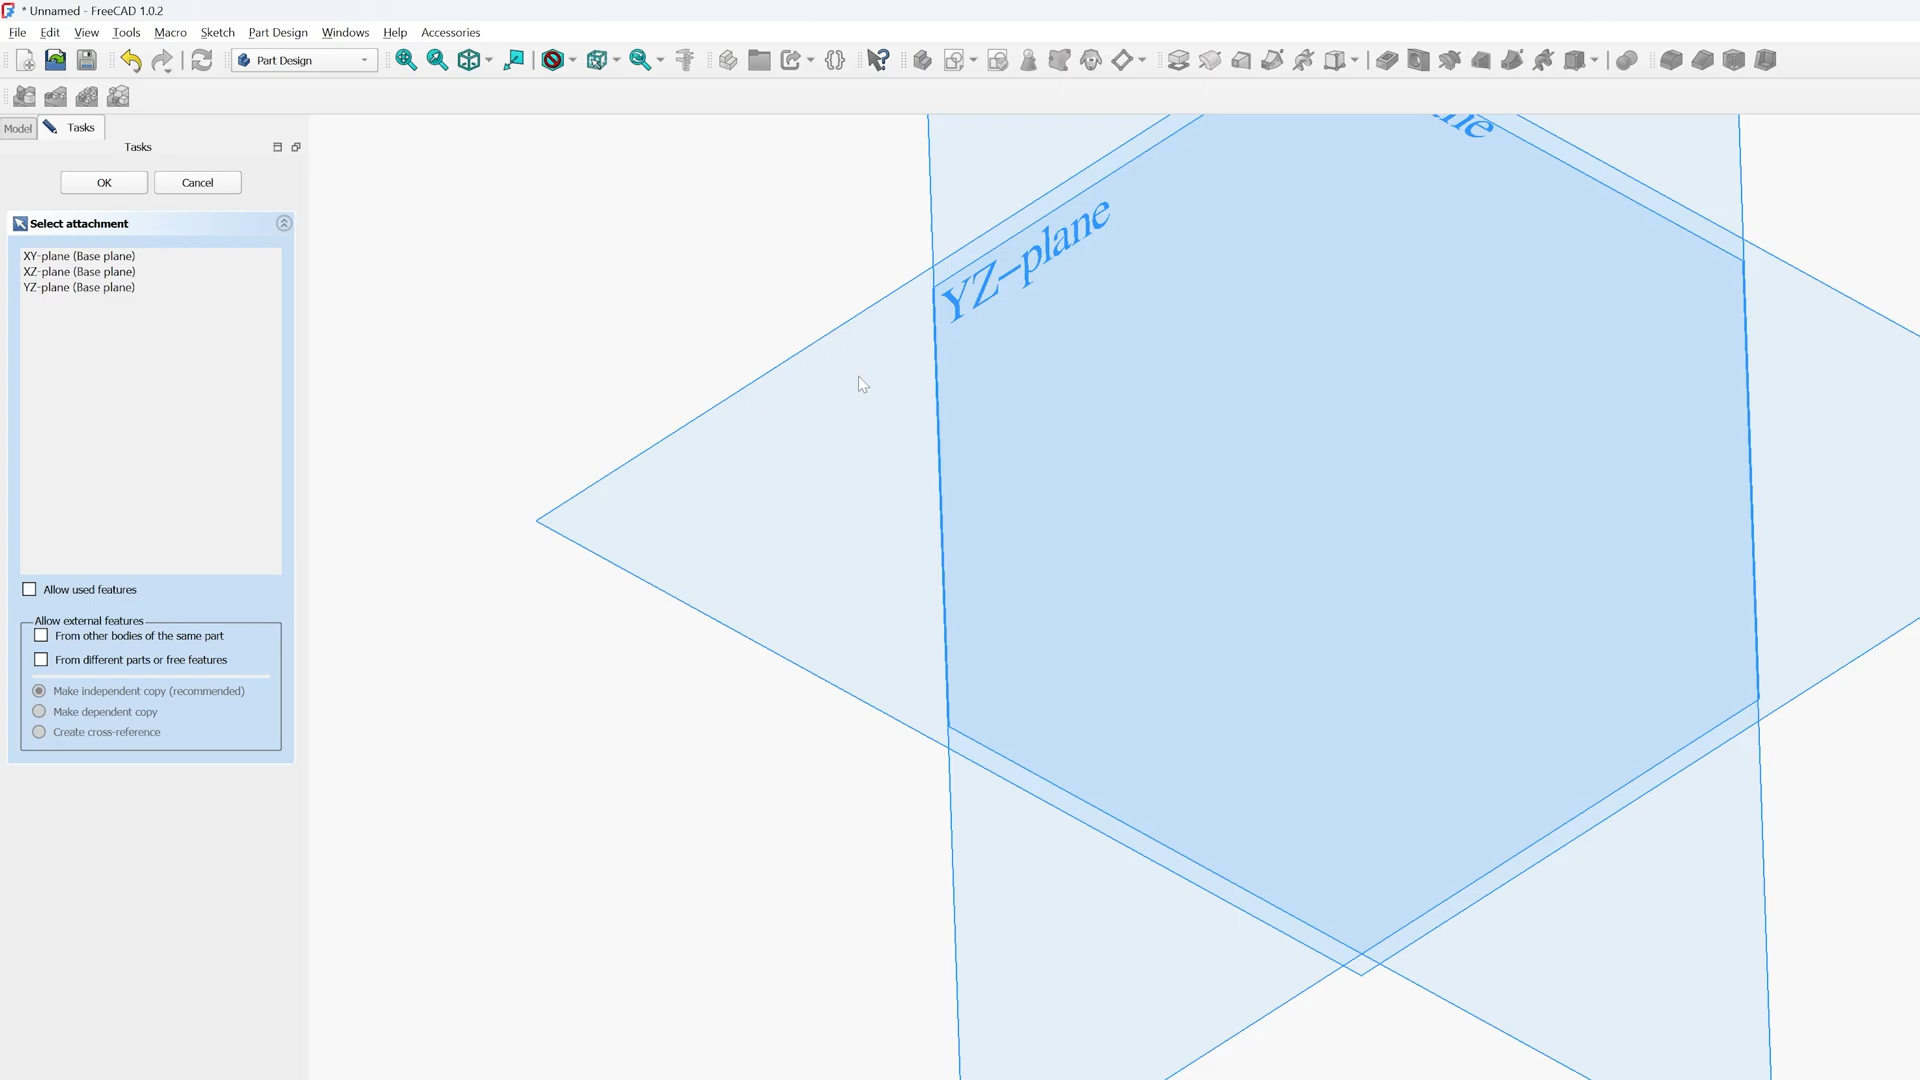 * Unnamed - FreeCAD 1.0.2
File Edit View Tools Macro Sketch Part Design Windows Help Accessories
Part Design
Model Tasks
Tasks
OK Cancel
Select attachment
XY-plane (Base plane)
XZ-plane (Base plane)
YZ-plane (Base plane)
Allow used features
Allow external features
From other bodies of the same part
From different parts or free features
Make independent copy (recommended)
Make dependent copy
Create cross-reference
YZ-plane